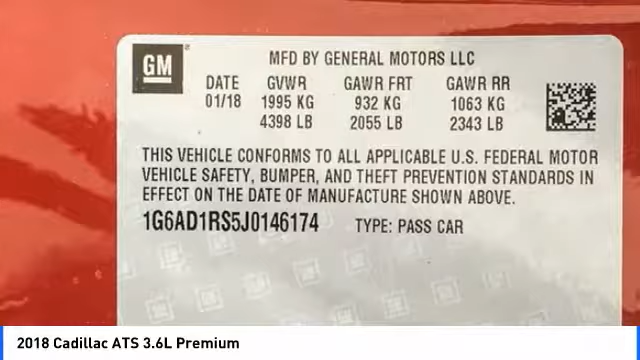 GM
MFD BY GENERAL MOTORS LLC
DATE GVWR GAWR FRT GAWR RR
01/18 1995 KG 932 KG 1063 KG
4398 LB 2055 LB 2343 LB
THIS VEHICLE CONFORMS TO ALL APPLICABLE U.S. FEDERAL MOTOR
VEHICLE SAFETY, BUMPER, AND THEFT PREVENTION STANDARDS IN
EFFECT ON THE DATE OF MANUFACTURE SHOWN ABOVE.
1G6AD1RS5J0146174 TYPE: PASS CAR
2018 Cadillac ATS 3.6L Premium